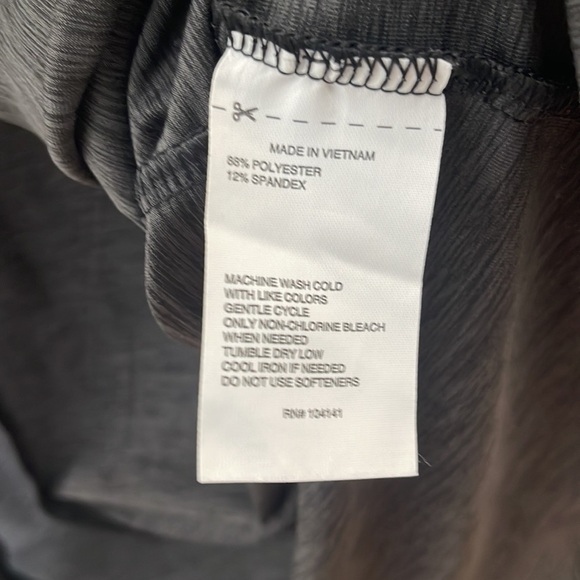 MADE IN VIETNAM
88% POLYESTER
12% SPANDEX
MACHINE WASH COLD
WITH LIKE COLORS
GENTLE CYCLE
ONLY NON-CHLORINE BLEACH
WHEN NEEDED
TUMBLE DRY LOW
COOL IRON IF NEEDED
DO NOT USE SOFTENERS
RN# 104141